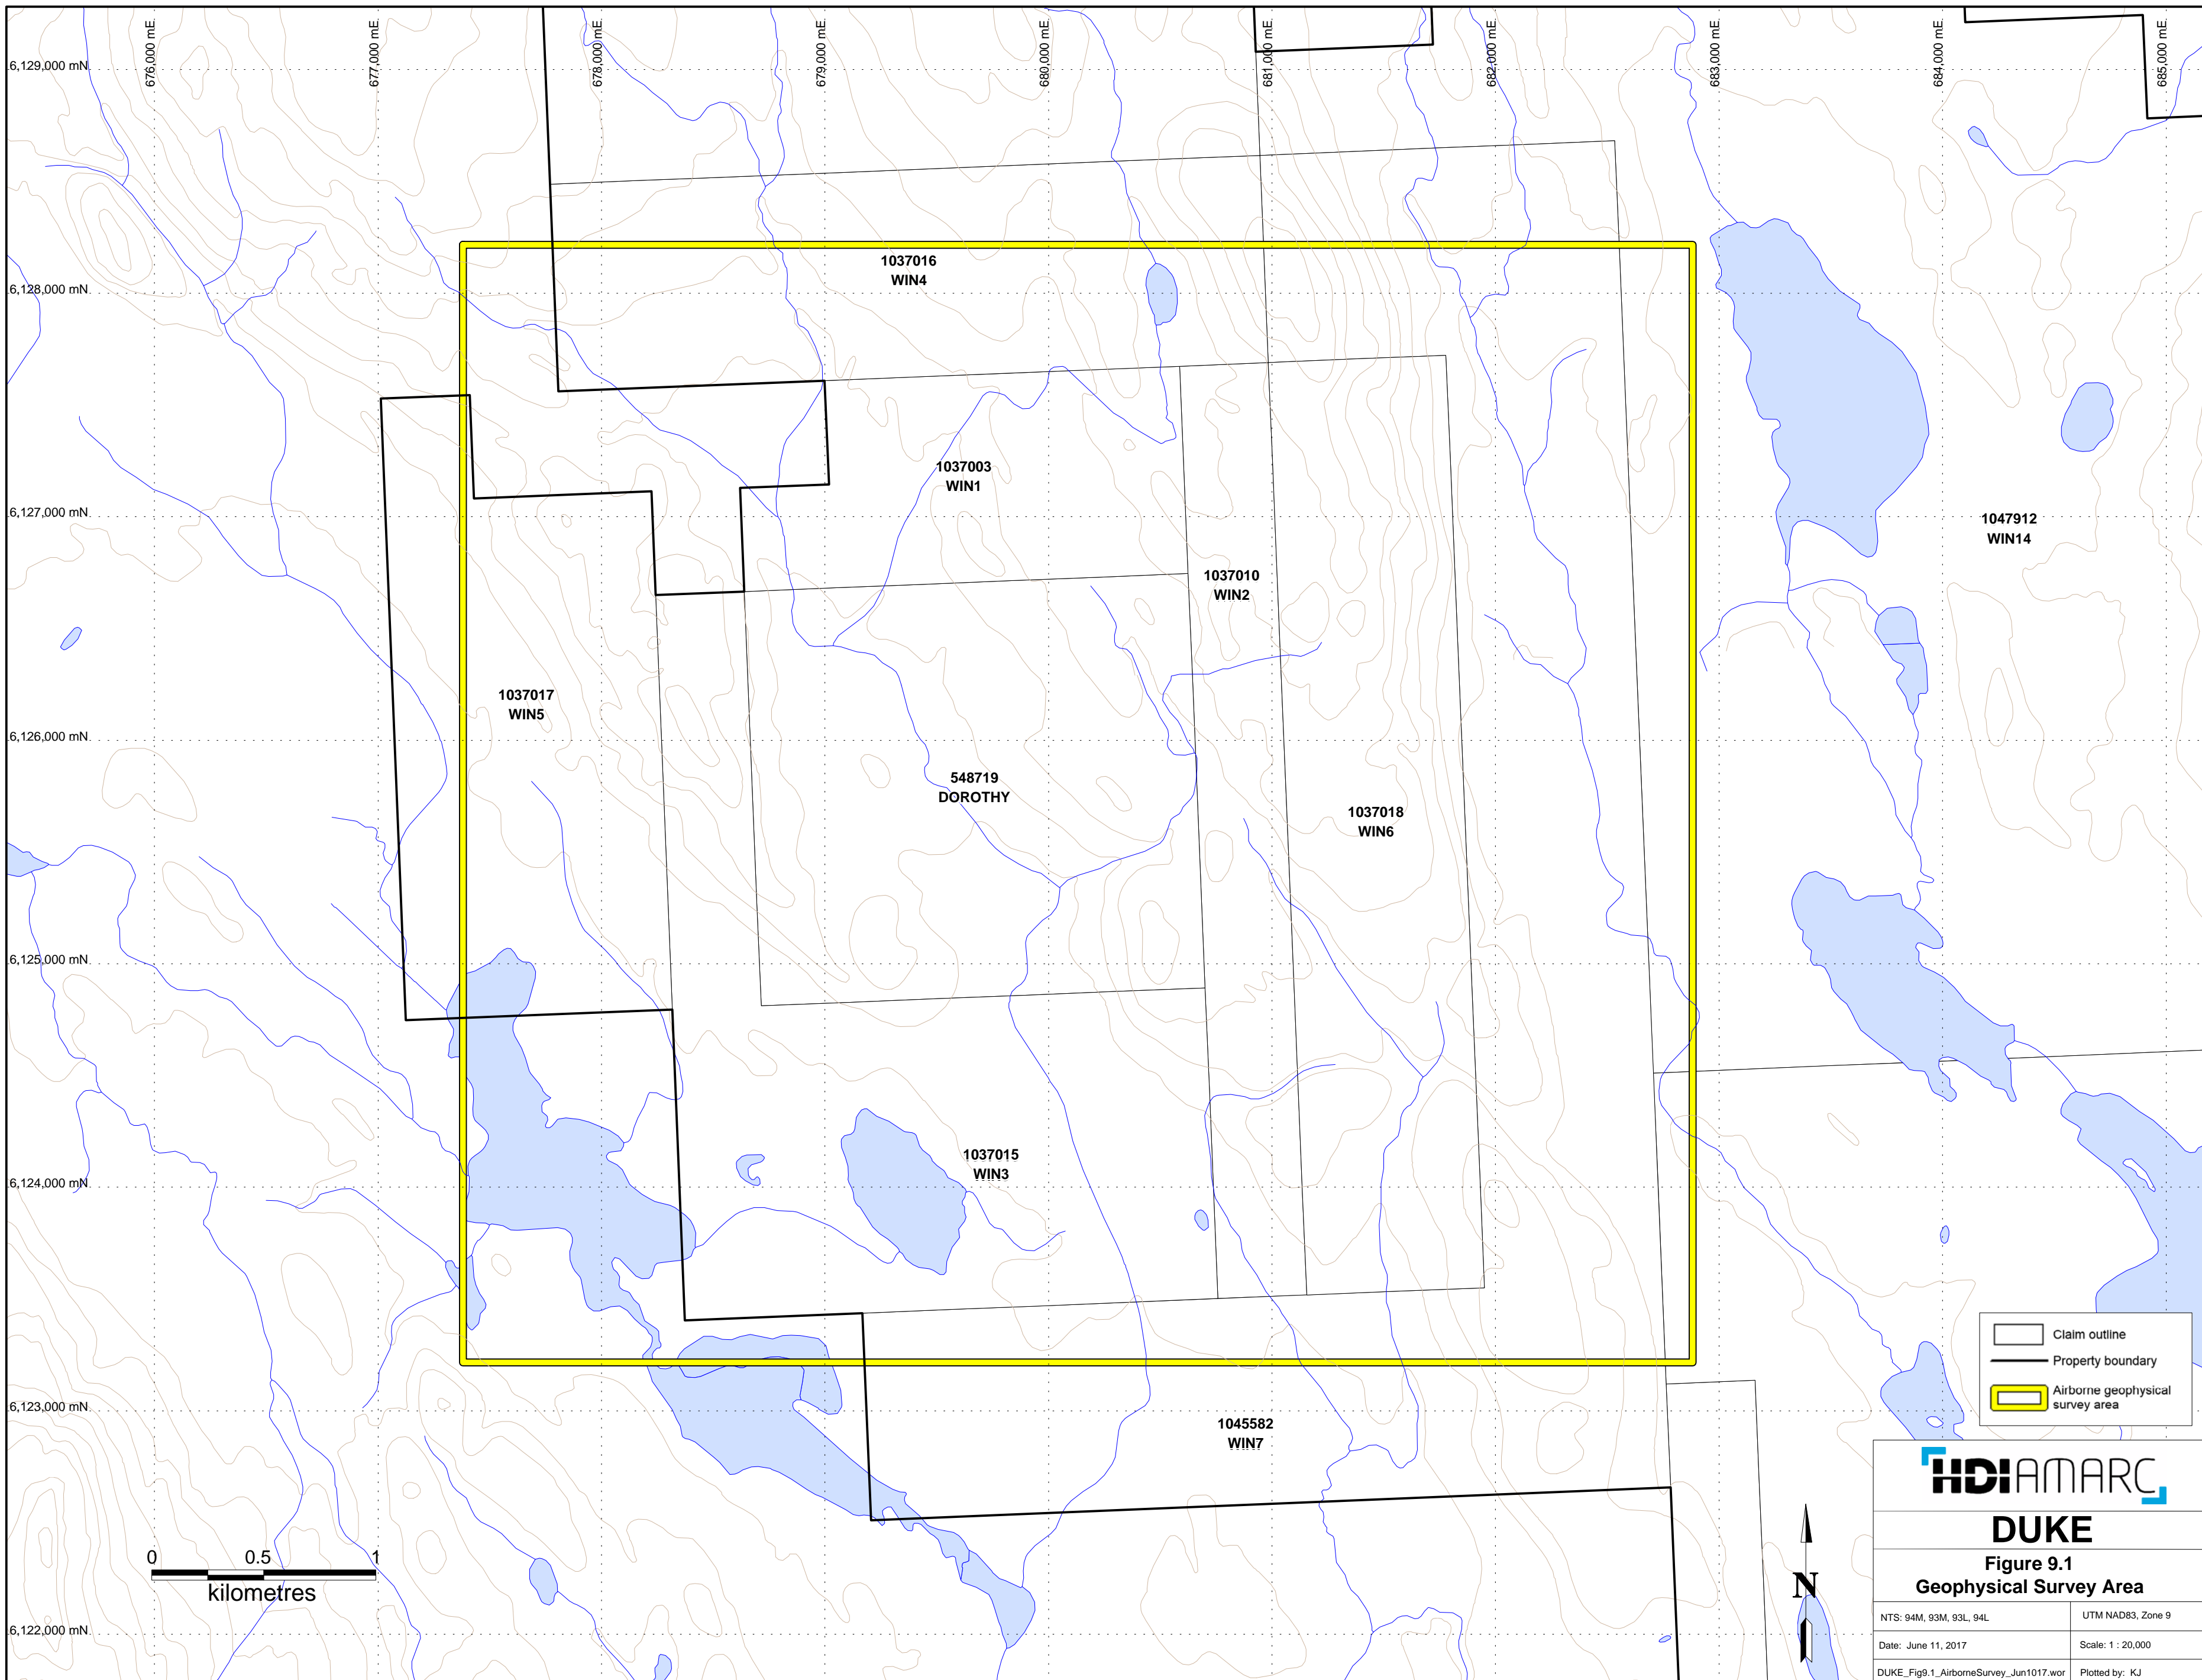 676,000 mE
677,000 mE
678,000 mE
679,000 mE
680,000 mE
681,000 mE
682,000 mE
683,000 mE
684,000 mE
685,000 mE
6,129,000 mN
6,128,000 mN
6,127,000 mN
6,126,000 mN
6,125,000 mN
6,124,000 mN
6,123,000 mN
6,122,000 mN
1037016
WIN4
1037003
WIN1
1047912
WIN14
1037010
WIN2
1037017
WIN5
548719
DOROTHY
1037018
WIN6
1037015
WIN3
1045582
WIN7
Claim outline
Property boundary
Airborne geophysical
survey area
HDI AMARC
DUKE
Figure 9.1
Geophysical Survey Area
NTS: 94M, 93M, 93L, 94L
UTM NAD83, Zone 9
Date: June 11, 2017
Scale: 1 : 20,000
DUKE_Fig9.1_AirborneSurvey_Jun1017.wor
Plotted by: KJ
0 0.5 1
kilometres
N